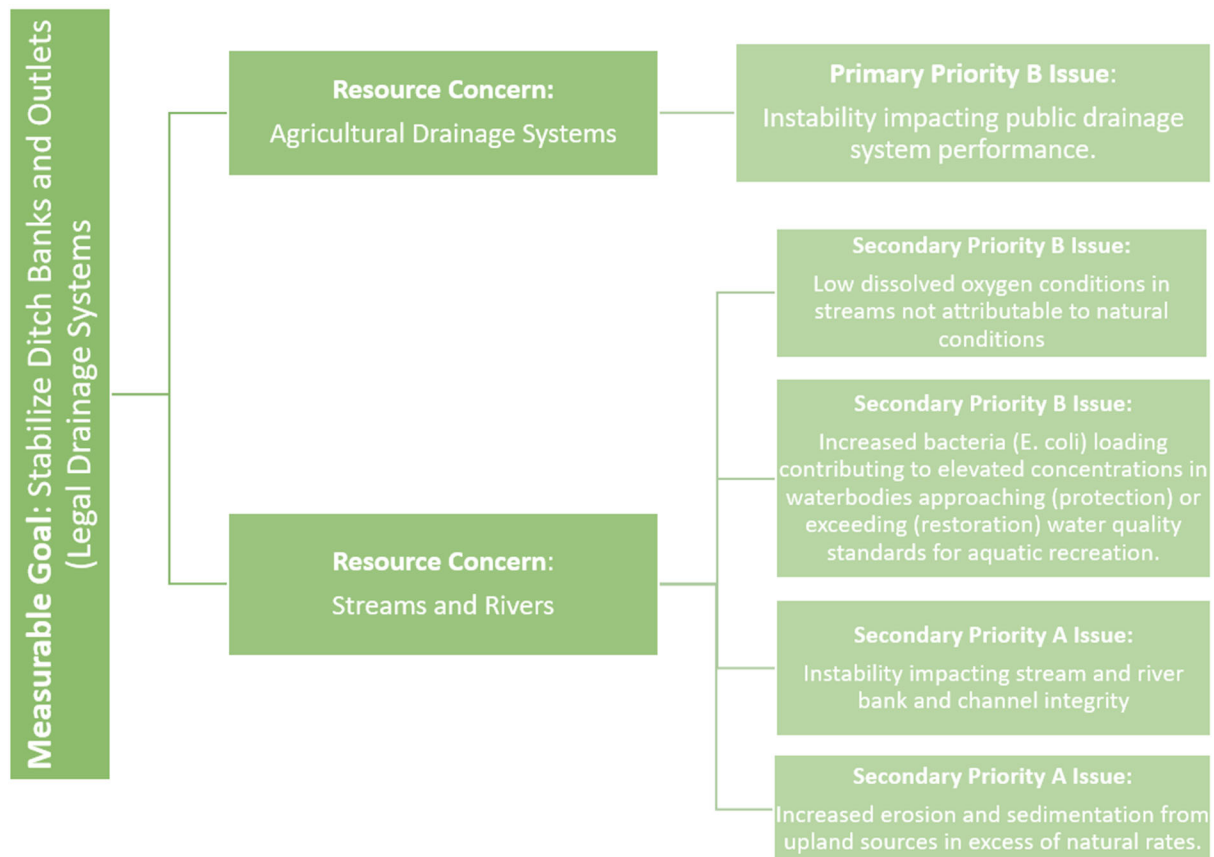 Measurable Goal: Stabilize Ditch Banks and Outlets
(Legal Drainage Systems)
Resource Concern:
Agricultural Drainage Systems
Primary Priority B Issue:
Instability impacting public drainage
system performance.
Resource Concern:
Streams and Rivers
Secondary Priority B Issue:
Low dissolved oxygen conditions in
streams not attributable to natural
conditions
Secondary Priority B Issue:
Increased bacteria (E. coli) loading
contributing to elevated concentrations in
waterbodies approaching (protection) or
exceeding (restoration) water quality
standards for aquatic recreation.
Secondary Priority A Issue:
Instability impacting stream and river
bank and channel integrity
Secondary Priority A Issue:
Increased erosion and sedimentation from
upland sources in excess of natural rates.